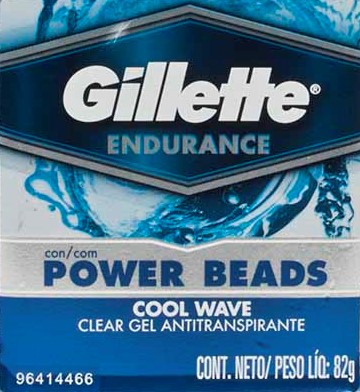 Gillette®
ENDURANCE
con/com
POWER BEADS
COOL WAVE
CLEAR GEL ANTITRANSPIRANTE
CONT. NETO/ PESO LÍQ: 82g
96414466